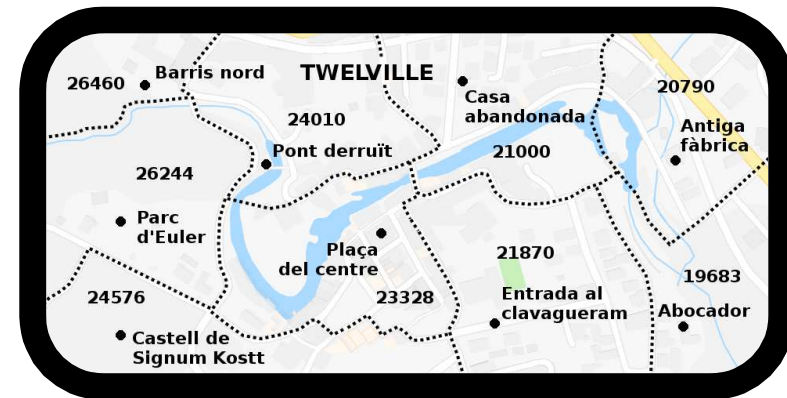 TWELVILLE
26460
Barris nord
Casa
abandonada
20790
24010
Antiga
fàbrica
Pont derruït
21000
26244
Parc
d'Euler
Plaça
del centre
21870
19683
24576
23328
Entrada al
clavagueram
Abocador
Castell de
Signum Kostt